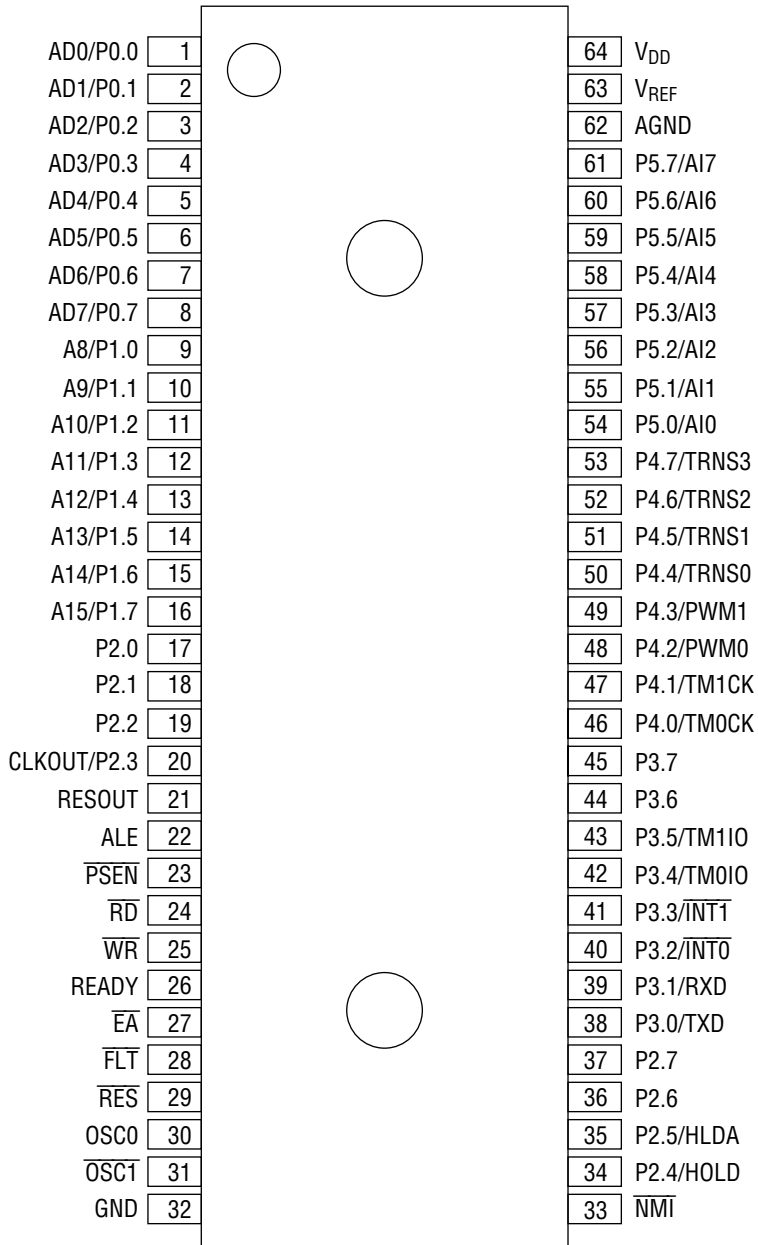 AD0/P0.0 1 64 VDD
AD1/P0.1 2 63 VREF
AD2/P0.2 3 62 AGND
AD3/P0.3 4 61 P5.7/AI7
AD4/P0.4 5 60 P5.6/AI6
AD5/P0.5 6 59 P5.5/AI5
AD6/P0.6 7 58 P5.4/AI4
AD7/P0.7 8 57 P5.3/AI3
A8/P1.0 9 56 P5.2/AI2
A9/P1.1 10 55 P5.1/AI1
A10/P1.2 11 54 P5.0/AI0
A11/P1.3 12 53 P4.7/TRNS3
A12/P1.4 13 52 P4.6/TRNS2
A13/P1.5 14 51 P4.5/TRNS1
A14/P1.6 15 50 P4.4/TRNS0
A15/P1.7 16 49 P4.3/PWM1
P2.0 17 48 P4.2/PWM0
P2.1 18 47 P4.1/TM1CK
P2.2 19 46 P4.0/TM0CK
CLKOUT/P2.3 20 45 P3.7
RESOUT 21 44 P3.6
ALE 22 43 P3.5/TM1IO
P̅S̅E̅N̅ 23 42 P3.4/TM0IO
R̅D̅ 24 41 P3.3/I̅N̅T̅1̅
W̅R̅ 25 40 P3.2/I̅N̅T̅0̅
READY 26 39 P3.1/RXD
E̅A̅ 27 38 P3.0/TXD
F̅L̅T̅ 28 37 P2.7
R̅E̅S̅ 29 36 P2.6
OSC0 30 35 P2.5/HLDA
O̅S̅C̅1̅ 31 34 P2.4/HOLD
GND 32 33 N̅M̅I̅